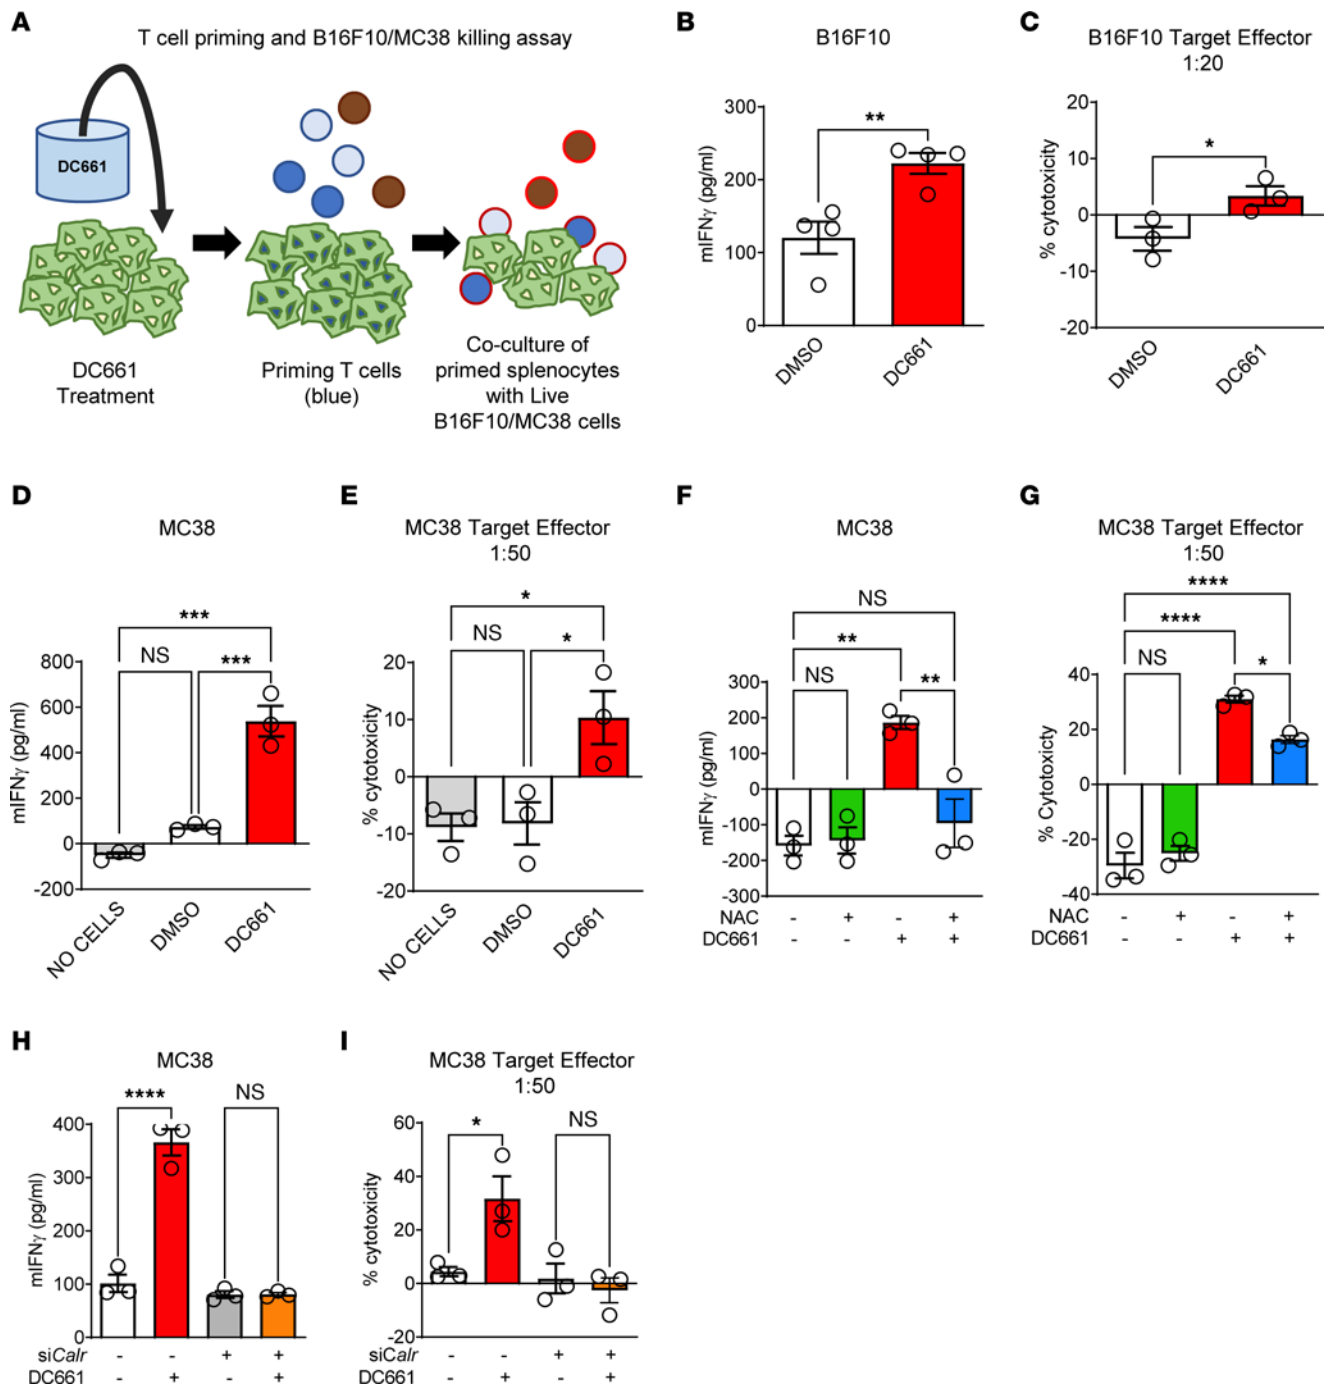 A
T cell priming and B16F10/MC38 killing assay
DC661
DC661
Treatment
Priming T cells
(blue)
Co-culture of
primed splenocytes
with Live
B16F10/MC38 cells
B
B16F10
**
mIFNγ (pg/ml)
300
200
100
0
DMSO
DC661
C
B16F10 Target Effector
1:20
*
% cytotoxicity
20
10
0
-10
-20
DMSO
DC661
D
MC38
***
NS
***
mIFNγ (pg/ml)
800
600
400
200
0
-200
NO CELLS
DMSO
DC661
E
MC38 Target Effector
1:50
*
NS
*
% cytotoxicity
20
10
0
-10
-20
NO CELLS
DMSO
DC661
F
MC38
NS
**
NS
**
mIFNγ (pg/ml)
300
200
100
0
-100
-200
-300
NAC - + - +
DC661 - - + +
G
MC38 Target Effector
1:50
****
****
NS
*
% Cytotoxicity
40
20
0
-20
-40
NAC - + - +
DC661 - - + +
H
MC38
****
NS
mIFNγ (pg/ml)
400
300
200
100
0
siCalr - - + +
DC661 - + - +
I
MC38 Target Effector
1:50
*
NS
% cytotoxicity
60
40
20
0
-20
siCalr - - + +
DC661 - + - +